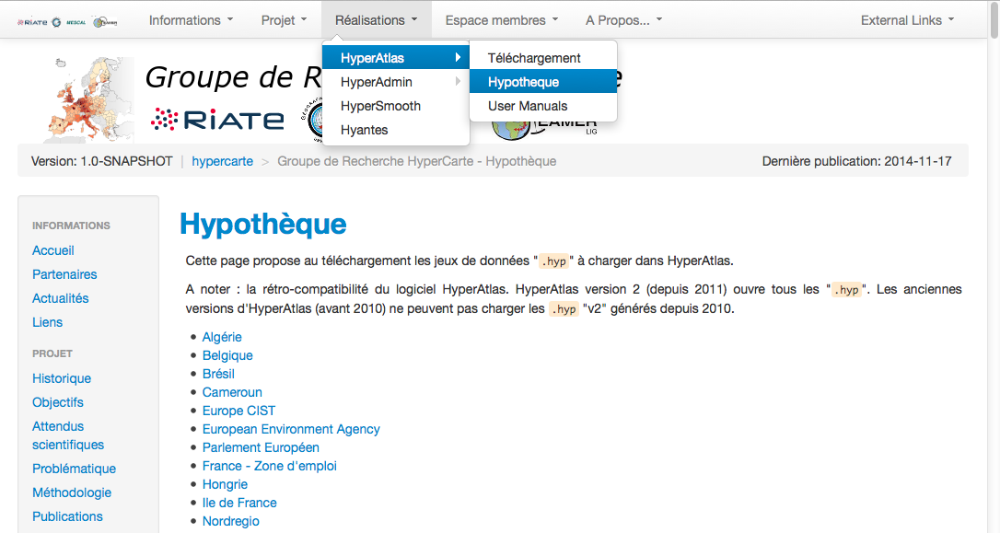 RiATE MESCAL STEAMER Informations Projet Réalisations Espace membres A Propos... External Links
HyperAtlas
HyperAdmin
HyperSmooth
Hyantes
Téléchargement
Hypotheque
User Manuals
Groupe de R e
RiATE
LIG
Version: 1.0-SNAPSHOT | hypercarte > Groupe de Recherche HyperCarte - Hypothèque Dernière publication: 2014-11-17
INFORMATIONS
Accueil
Partenaires
Actualités
Liens
PROJET
Historique
Objectifs
Attendus
scientifiques
Problématique
Méthodologie
Publications
Hypothèque
Cette page propose au téléchargement les jeux de données ".hyp" à charger dans HyperAtlas.
A noter : la rétro-compatibilité du logiciel HyperAtlas. HyperAtlas version 2 (depuis 2011) ouvre tous les ".hyp". Les anciennes
versions d'HyperAtlas (avant 2010) ne peuvent pas charger les .hyp "v2" générés depuis 2010.
• Algérie
• Belgique
• Brésil
• Cameroun
• Europe CIST
• European Environment Agency
• Parlement Européen
• France - Zone d'emploi
• Hongrie
• Ile de France
• Nordregio